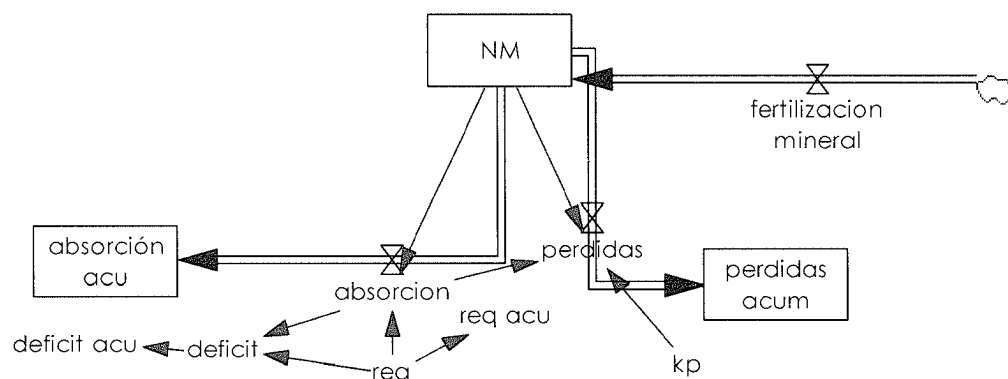 NM
fertilizacion
mineral
absorción
acu
perdidas
absorcion
perdidas
acum
req acu
deficit acu
deficit
req
kp